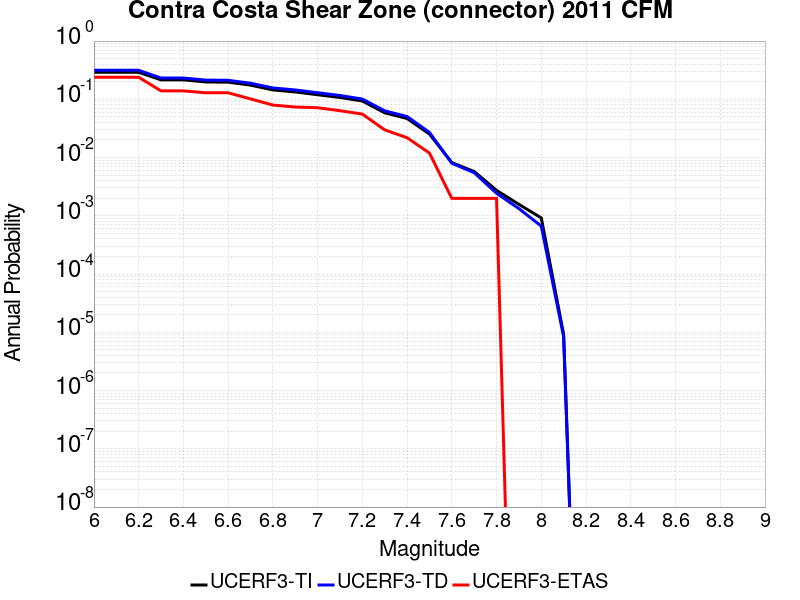 Contra Costa Shear Zone (connector) 2011 CFM
10^0
10^-1
10^-2
10^-3
10^-4
10^-5
10^-6
10^-7
10^-8
Annual Probability
6 6.2 6.4 6.6 6.8 7 7.2 7.4 7.6 7.8 8 8.2 8.4 8.6 8.8 9
Magnitude
UCERF3-TI UCERF3-TD UCERF3-ETAS